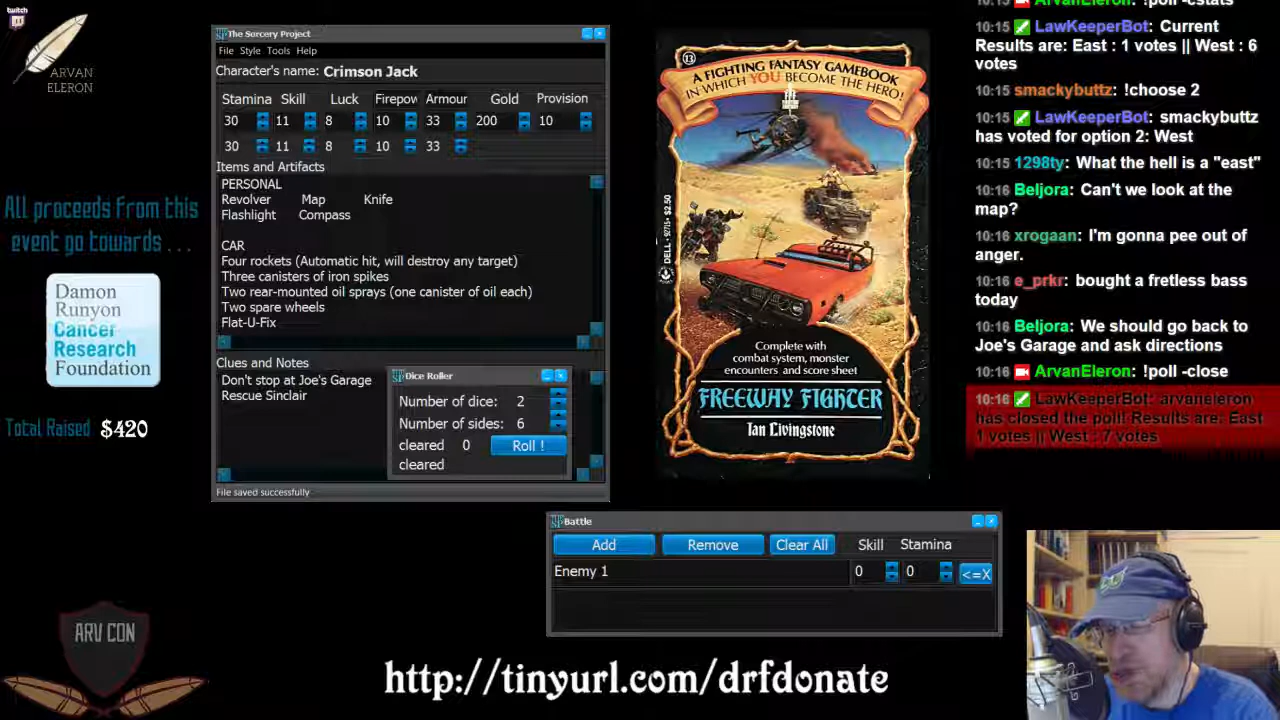 twitch
ARVAN
ELERON
All proceeds from this
event go towards . . .
Damon
Runyon
Cancer
Research
Foundation
Total Raised $420
ARV CON
The Sorcery Project
File Style Tools Help
Character's name: Crimson Jack
Stamina Skill Luck Firepow Armour Gold Provision
30 11 8 10 33 200 10
30 11 8 10 33
Items and Artifacts
PERSONAL
Revolver Map Knife
Flashlight Compass
CAR
Four rockets (Automatic hit, will destroy any target)
Three canisters of iron spikes
Two rear-mounted oil sprays (one canister of oil each)
Two spare wheels
Flat-U-Fix
Clues and Notes
Don't stop at Joe's Garage
Rescue Sinclair
Dice Roller
Number of dice: 2
Number of sides: 6
cleared 0 Roll !
cleared
File saved successfully
13
A FIGHTING FANTASY GAMEBOOK
IN WHICH YOU BECOME THE HERO!
DELL • 92715 • $2.50
Complete with
combat system, monster
encounters, and score sheet
FREEWAY FIGHTER
Ian Livingstone
Battle
Add Remove Clear All Skill Stamina
Enemy 1 0 0 <=X
http://tinyurl.com/drfdonate
10:15 ArvanEleron: !poll -cstats
10:15 LawKeeperBot: Current
Results are: East : 1 votes || West : 6
votes
10:15 smackybuttz: !choose 2
10:15 LawKeeperBot: smackybuttz
has voted for option 2: West
10:15 1298ty: What the hell is a "east"
10:16 Beljora: Can't we look at the
map?
10:16 xrogaan: I'm gonna pee out of
anger.
10:16 e_prkr: bought a fretless bass
today
10:16 Beljora: We should go back to
Joe's Garage and ask directions
10:16 ArvanEleron: !poll -close
10:16 LawKeeperBot: arvaneleron
has closed the poll! Results are: East :
1 votes || West : 7 votes